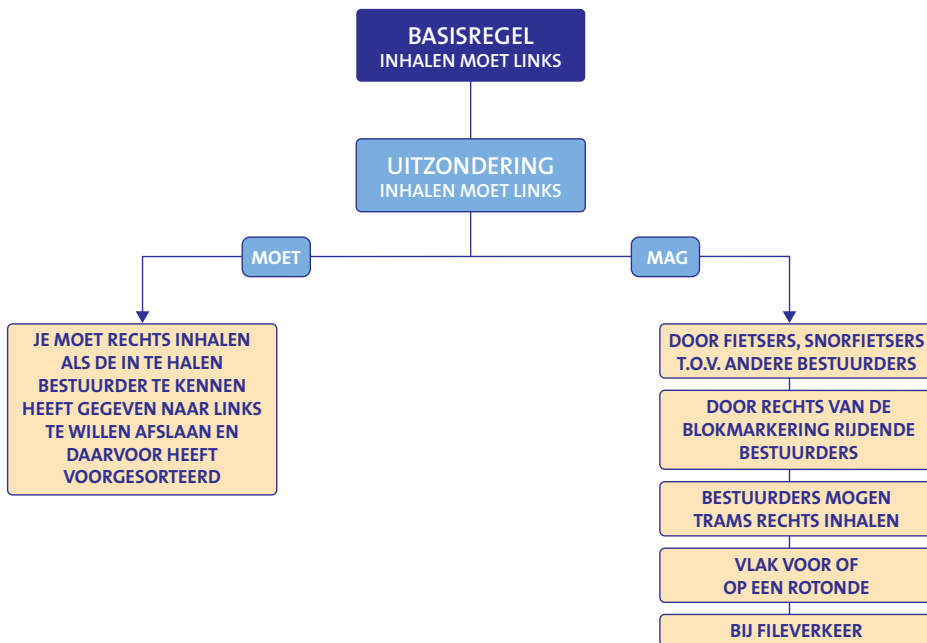 BASISREGEL
INHALEN MOET LINKS
UITZONDERING
INHALEN MOET LINKS
MOET
MAG
JE MOET RECHTS INHALEN
ALS DE IN TE HALEN
BESTUURDER TE KENNEN
HEEFT GEGEVEN NAAR LINKS
TE WILLEN AFSLAAN EN
DAARVOOR HEEFT
VOORGESORTEERD
DOOR FIETSERS, SNORFIETSERS
T.O.V. ANDERE BESTUURDERS
DOOR RECHTS VAN DE
BLOKMARKERING RIJDENDE
BESTUURDERS
BESTUURDERS MOGEN
TRAMS RECHTS INHALEN
VLAK VOOR OF
OP EEN ROTONDE
BIJ FILEVERKEER